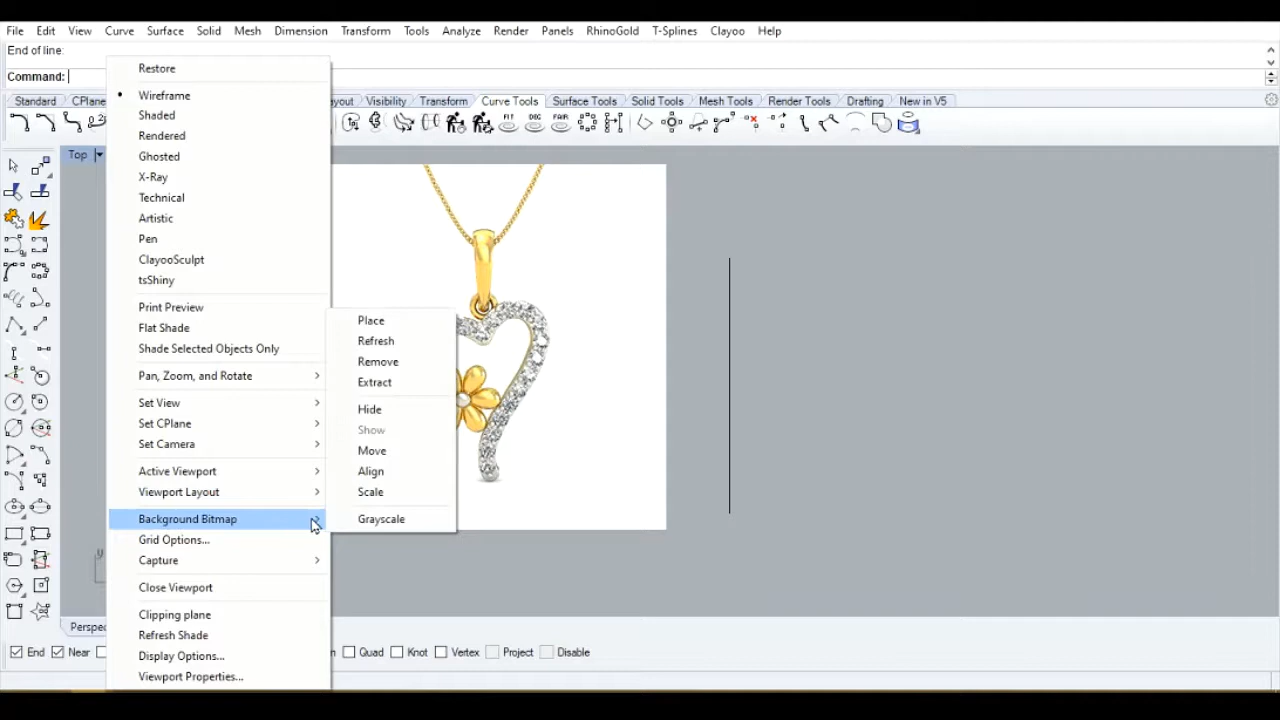 File Edit View Curve Surface Solid Mesh Dimension Transform Tools Analyze Render Panels RhinoGold T-Splines Clayoo Help
End of line:
Command:
Standard CPlane Visibility Transform Curve Tools Surface Tools Solid Tools Mesh Tools Render Tools Drafting New in V5
FIT DEG FAIR
Top
Restore
Wireframe
Shaded
Rendered
Ghosted
X-Ray
Technical
Artistic
Pen
ClayooSculpt
tsShiny
Print Preview
Flat Shade
Shade Selected Objects Only
Pan, Zoom, and Rotate
Set View
Set CPlane
Set Camera
Active Viewport
Viewport Layout
Background Bitmap
Grid Options...
Capture
Close Viewport
Clipping plane
Refresh Shade
Display Options...
Viewport Properties...
Place
Refresh
Remove
Extract
Hide
Show
Move
Align
Scale
Grayscale
End Near Quad Knot Vertex Project Disable